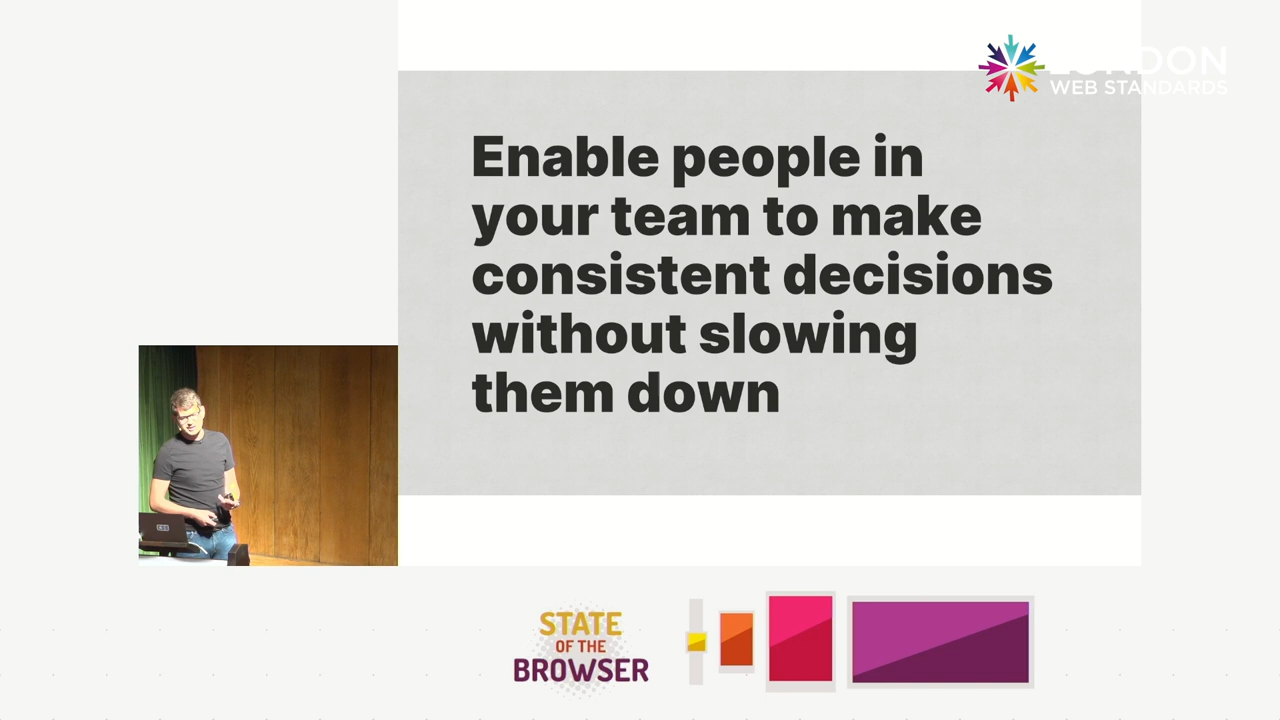 LONDON
WEB STANDARDS
Enable people in
your team to make
consistent decisions
without slowing
them down
STATE
OF THE
BROWSER